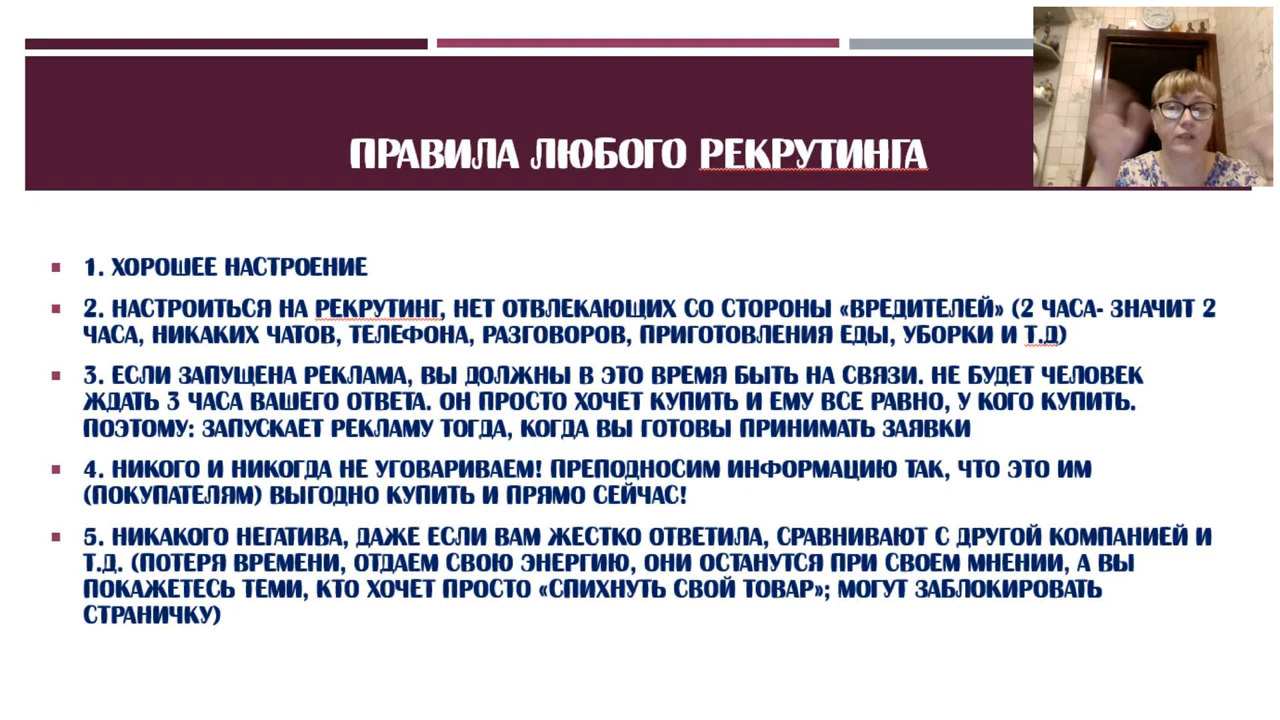 ПРАВИЛА ЛЮБОГО РЕКРУТИНГА
1. ХОРОШЕЕ НАСТРОЕНИЕ
2. НАСТРОИТЬСЯ НА РЕКРУТИНГ, НЕТ ОТВЛЕКАЮЩИХ СО СТОРОНЫ «ВРЕДИТЕЛЕЙ» (2 ЧАСА- ЗНАЧИТ 2
ЧАСА, НИКАКИХ ЧАТОВ, ТЕЛЕФОНА, РАЗГОВОРОВ, ПРИГОТОВЛЕНИЯ ЕДЫ, УБОРКИ И Т.Д)
3. ЕСЛИ ЗАПУЩЕНА РЕКЛАМА, ВЫ ДОЛЖНЫ В ЭТО ВРЕМЯ БЫТЬ НА СВЯЗИ. НЕ БУДЕТ ЧЕЛОВЕК
ЖДАТЬ 3 ЧАСА ВАШЕГО ОТВЕТА. ОН ПРОСТО ХОЧЕТ КУПИТЬ И ЕМУ ВСЕ РАВНО, У КОГО КУПИТЬ.
ПОЭТОМУ: ЗАПУСКАЕТ РЕКЛАМУ ТОГДА, КОГДА ВЫ ГОТОВЫ ПРИНИМАТЬ ЗАЯВКИ
4. НИКОГО И НИКОГДА НЕ УГОВАРИВАЕМ! ПРЕПОДНОСИМ ИНФОРМАЦИЮ ТАК, ЧТО ЭТО ИМ
(ПОКУПАТЕЛЯМ) ВЫГОДНО КУПИТЬ И ПРЯМО СЕЙЧАС!
5. НИКАКОГО НЕГАТИВА, ДАЖЕ ЕСЛИ ВАМ ЖЕСТКО ОТВЕТИЛА, СРАВНИВАЮТ С ДРУГОЙ КОМПАНИЕЙ И
Т.Д. (ПОТЕРЯ ВРЕМЕНИ, ОТДАЕМ СВОЮ ЭНЕРГИЮ, ОНИ ОСТАНУТСЯ ПРИ СВОЕМ МНЕНИИ, А ВЫ
ПОКАЖЕТЕСЬ ТЕМИ, КТО ХОЧЕТ ПРОСТО «СПИХНУТЬ СВОЙ ТОВАР»; МОГУТ ЗАБЛОКИРОВАТЬ
СТРАНИЧКУ)